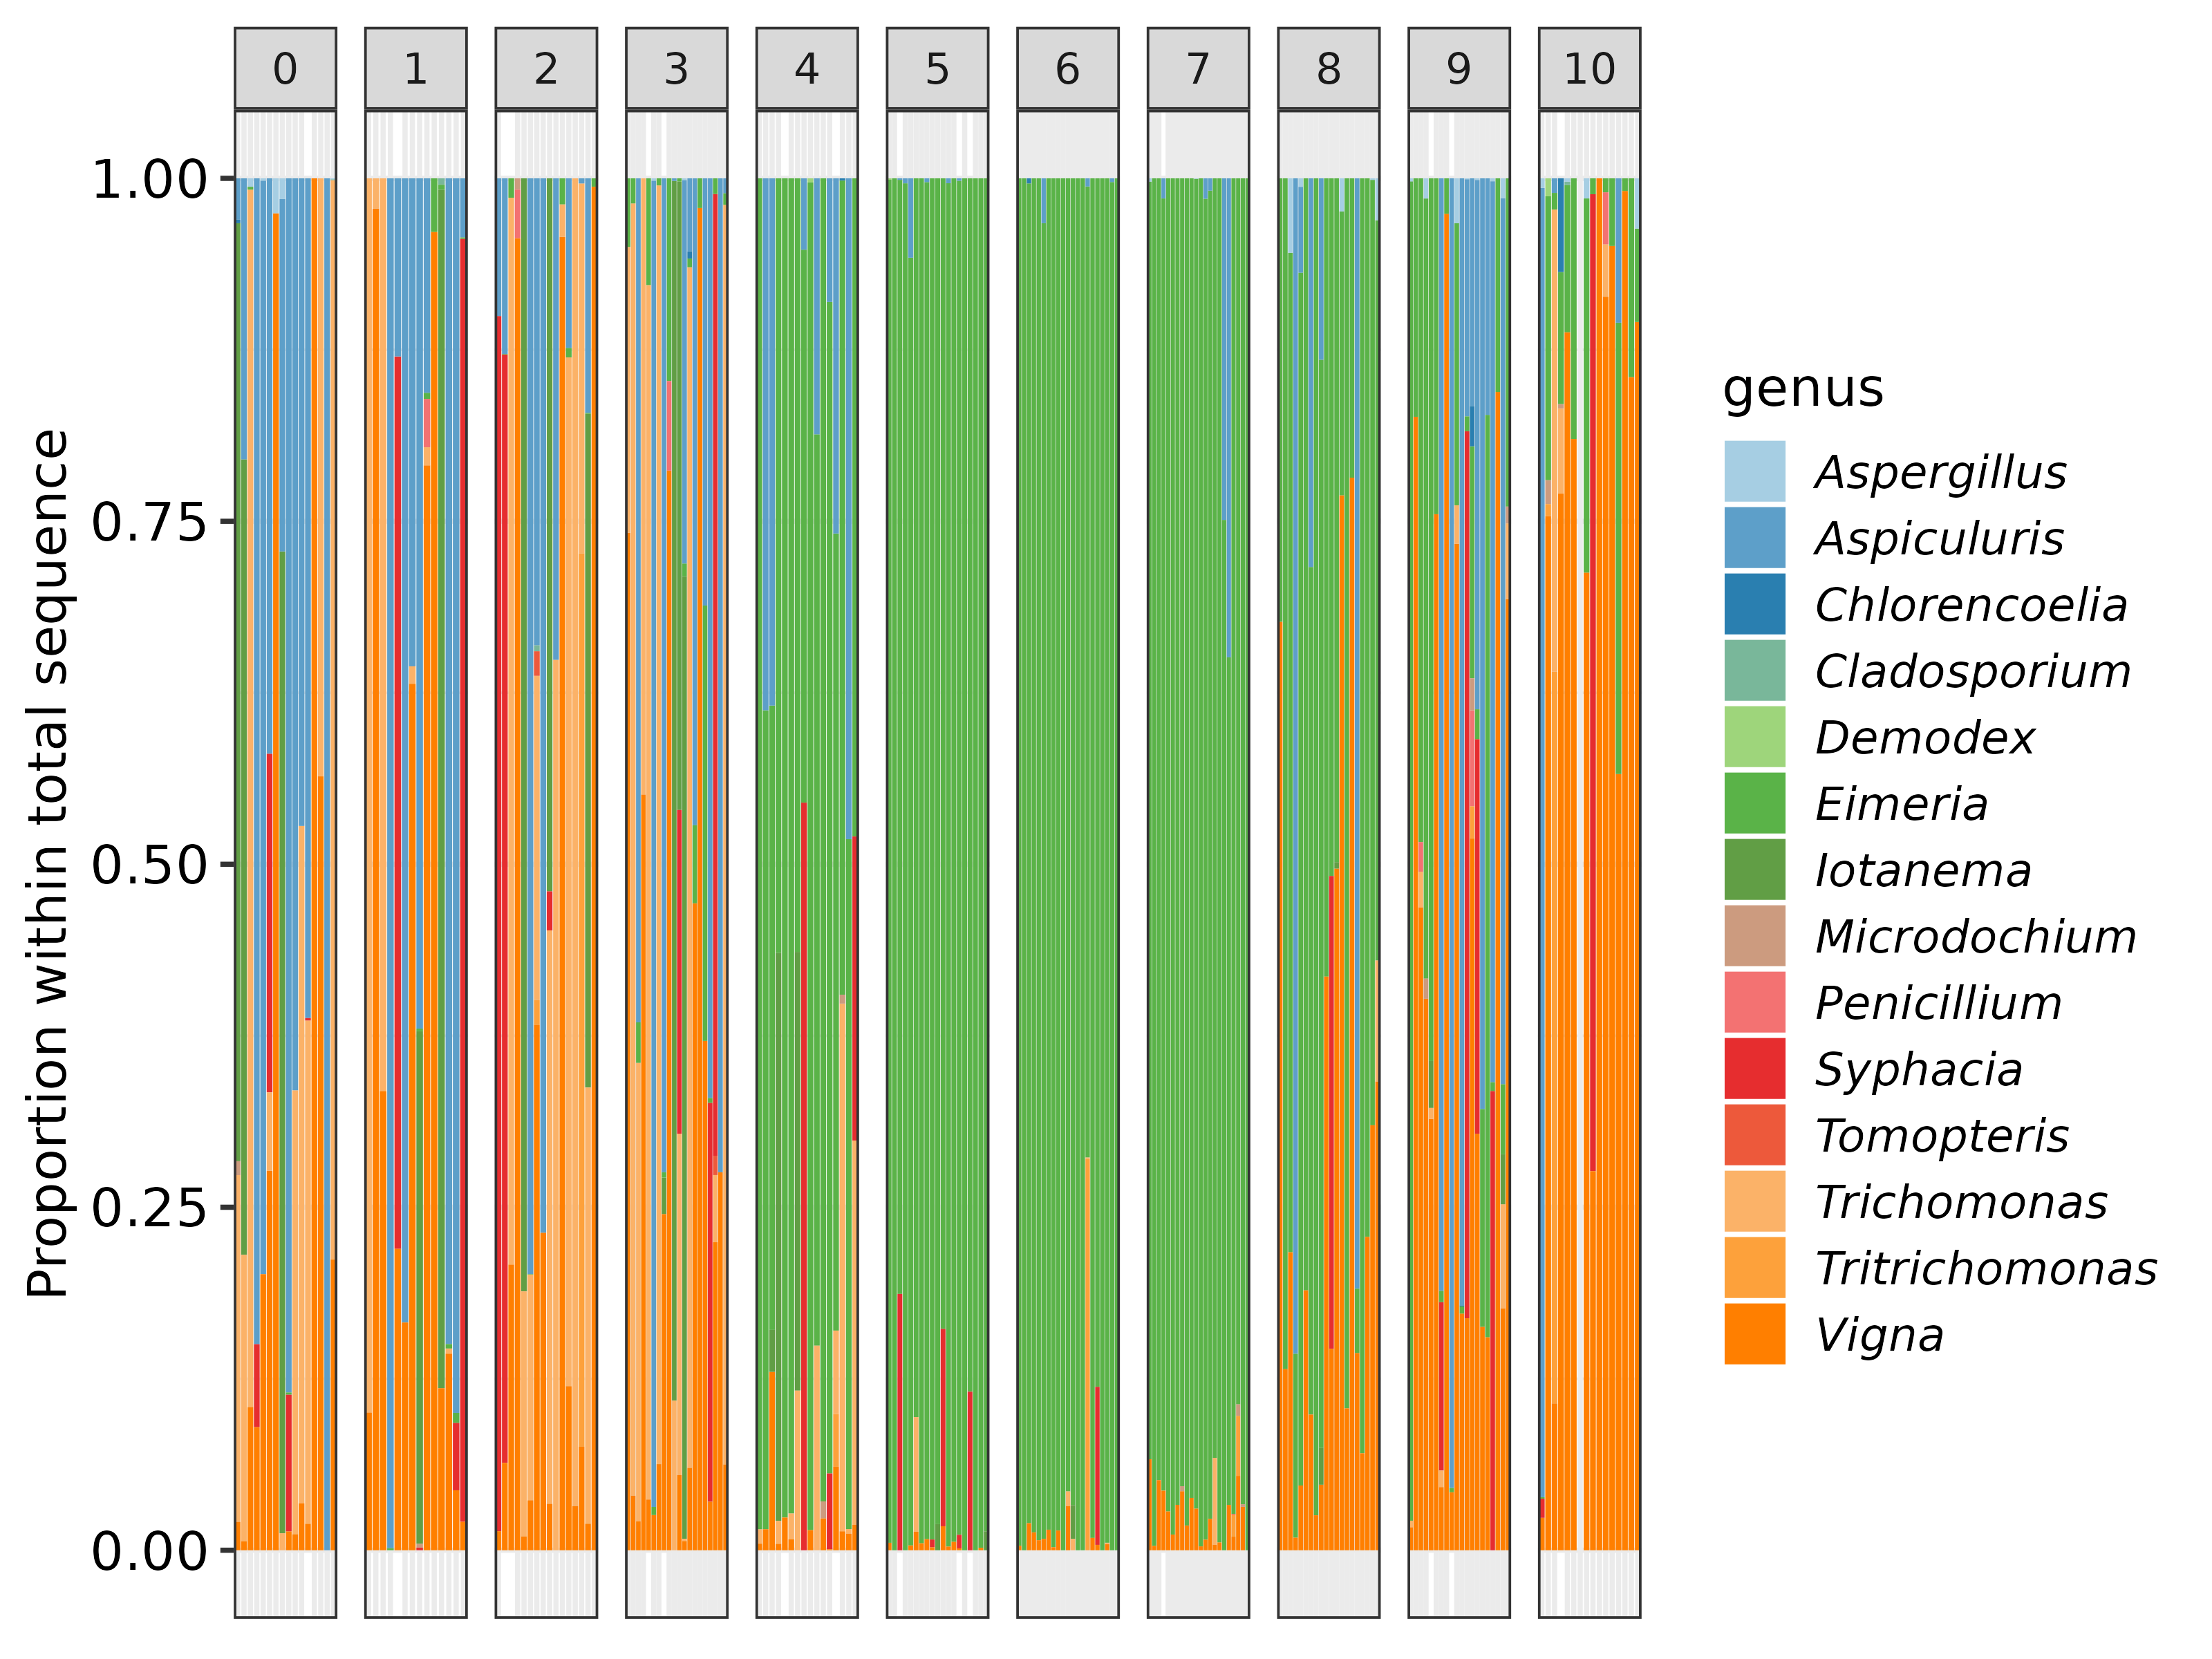 0 1 2 3 4 5 6 7 8 9 10
1.00
0.75
0.50
0.25
0.00
Proportion within total sequence
genus
Aspergillus
Aspiculuris
Chlorencoelia
Cladosporium
Demodex
Eimeria
Iotanema
Microdochium
Penicillium
Syphacia
Tomopteris
Trichomonas
Tritrichomonas
Vigna